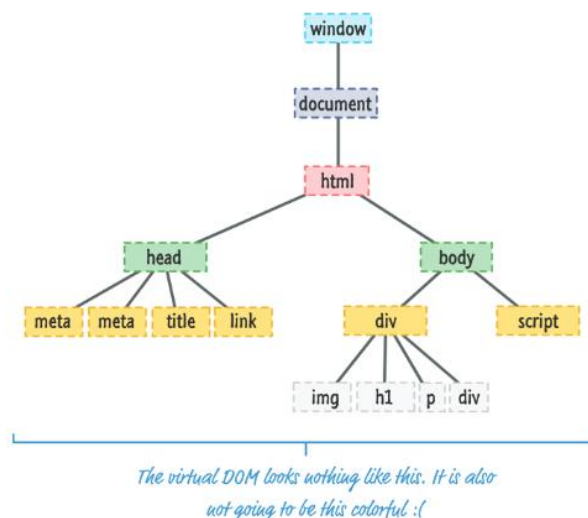 window
document
html
head body
meta meta title link div script
img h1 p div
The virtual DOM looks nothing like this. It is also
not going to be this colorful :(